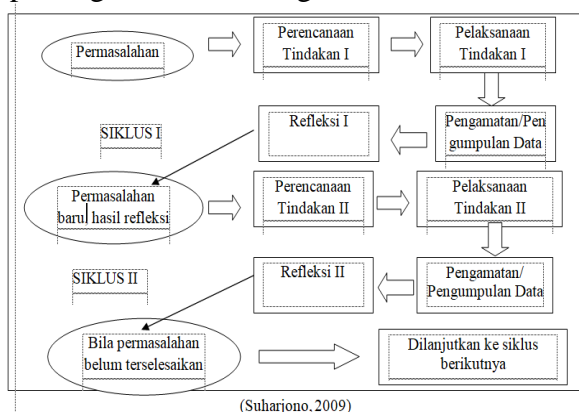 Permasalahan
Perencanaan
Tindakan I
Pelaksanaan
Tindakan I
SIKLUS I
Refleksi I
Pengamatan/Pen
gumpulan Data
Permasalahan
baru hasil refleksi
Perencanaan
Tindakan II
Pelaksanaan
Tindakan II
SIKLUS II
Refleksi II
Pengamatan/
Pengumpulan Data
Bila permasalahan
belum terselesaikan
Dilanjutkan ke siklus
berikutnya
(Suharjono, 2009)